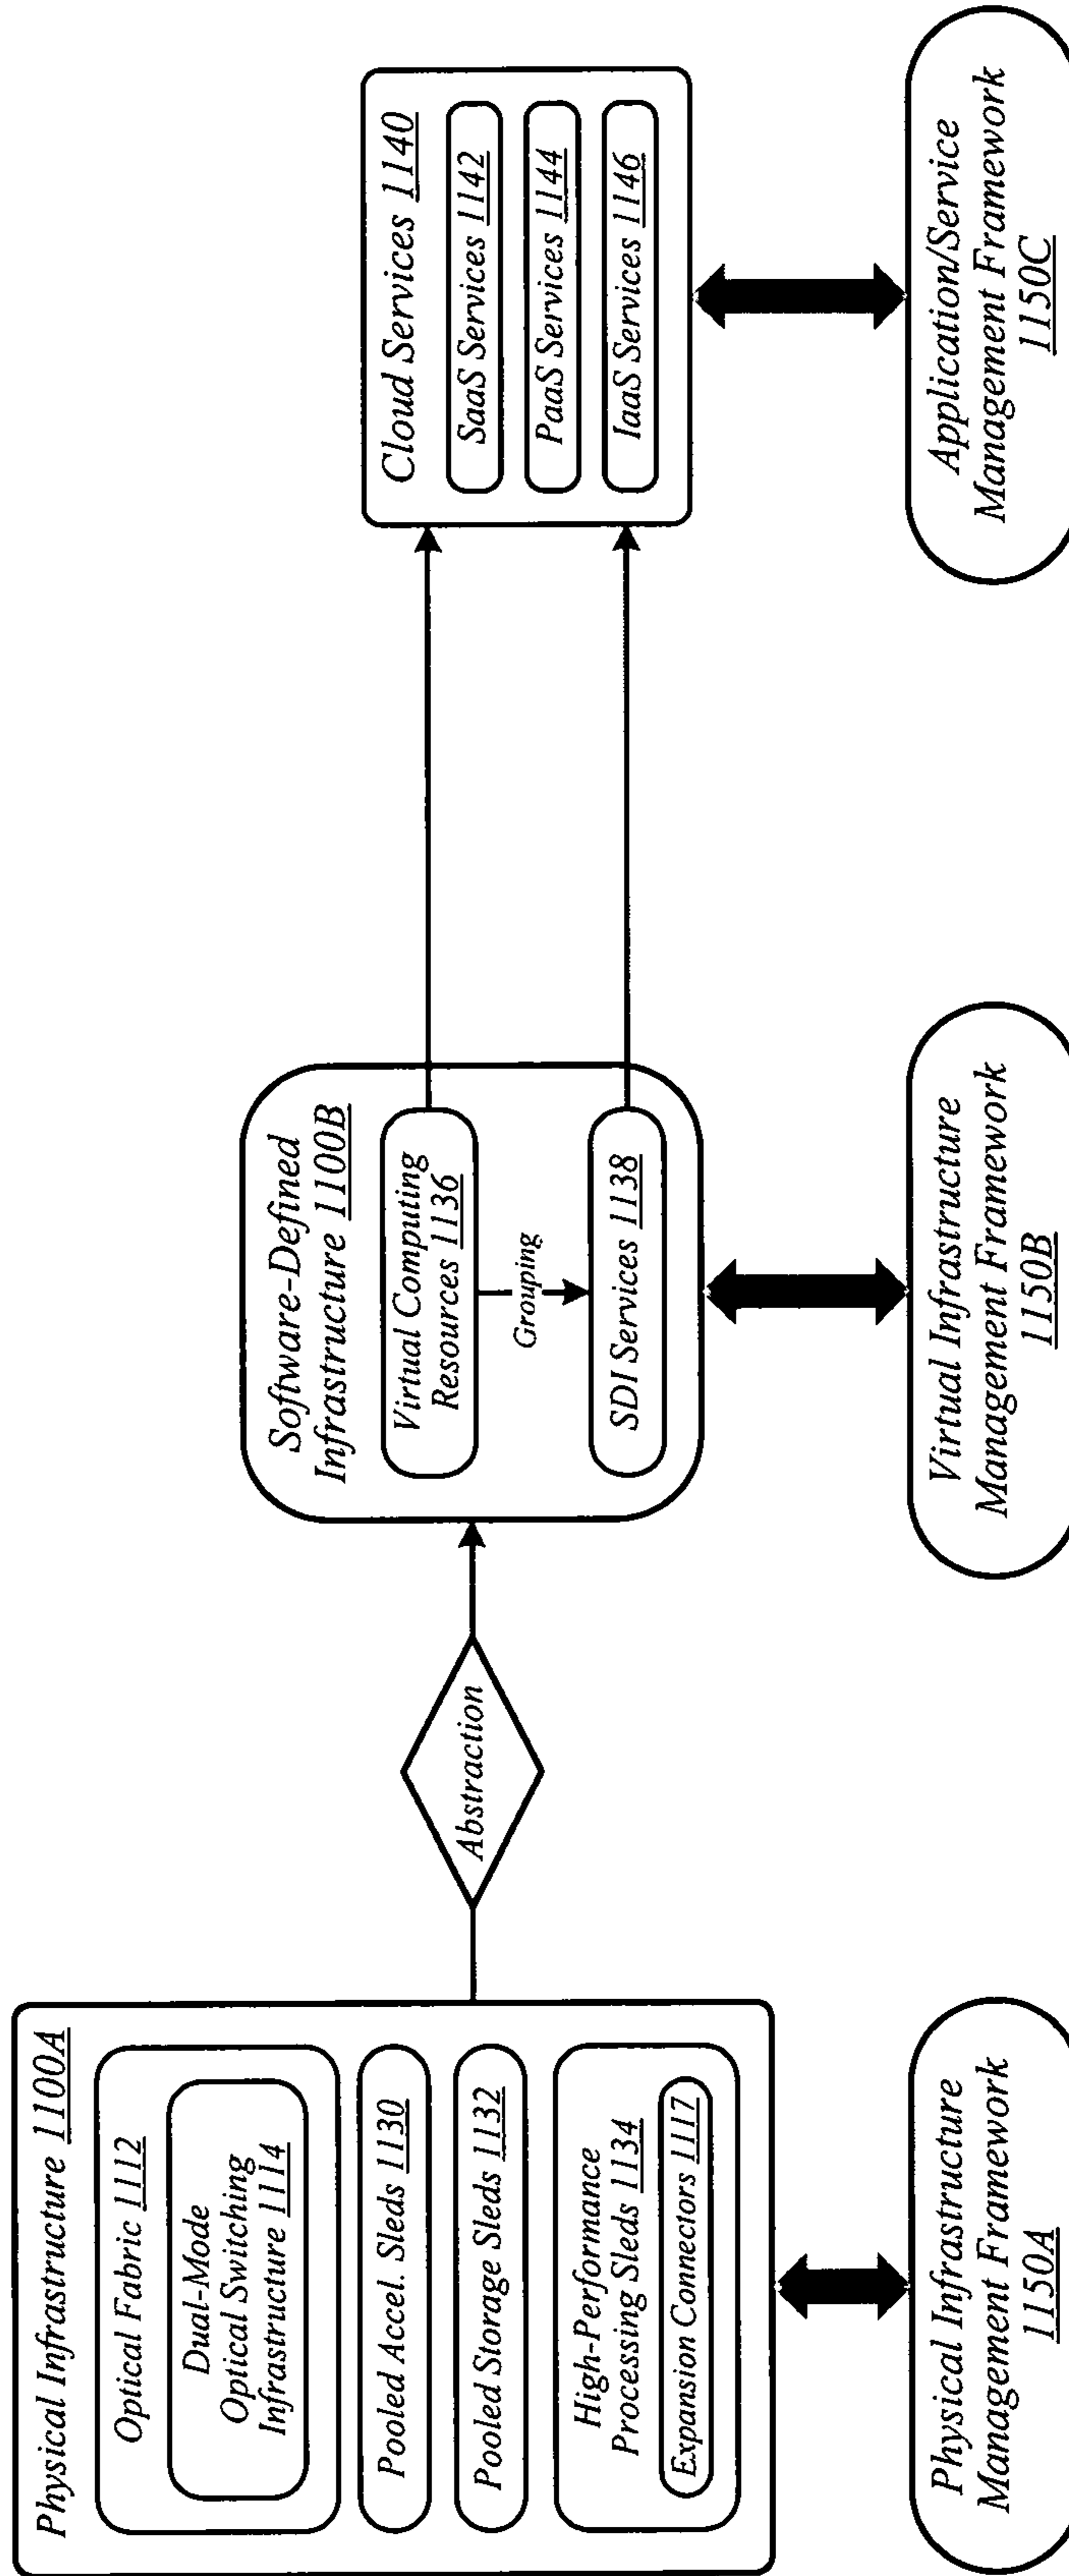 Physical Infrastructure 1100A
Optical Fabric 1112
Dual-Mode
Optical Switching
Infrastructure 1114
Pooled Accel. Sleds 1130
Pooled Storage Sleds 1132
High-Performance
Processing Sleds 1134
Expansion Connectors 1117
Physical Infrastructure
Management Framework
1150A
Abstraction
Software-Defined
Infrastructure 1100B
Virtual Computing
Resources 1136
Grouping
SDI Services 1138
Virtual Infrastructure
Management Framework
1150B
Cloud Services 1140
SaaS Services 1142
PaaS Services 1144
IaaS Services 1146
Application/Service
Management Framework
1150C